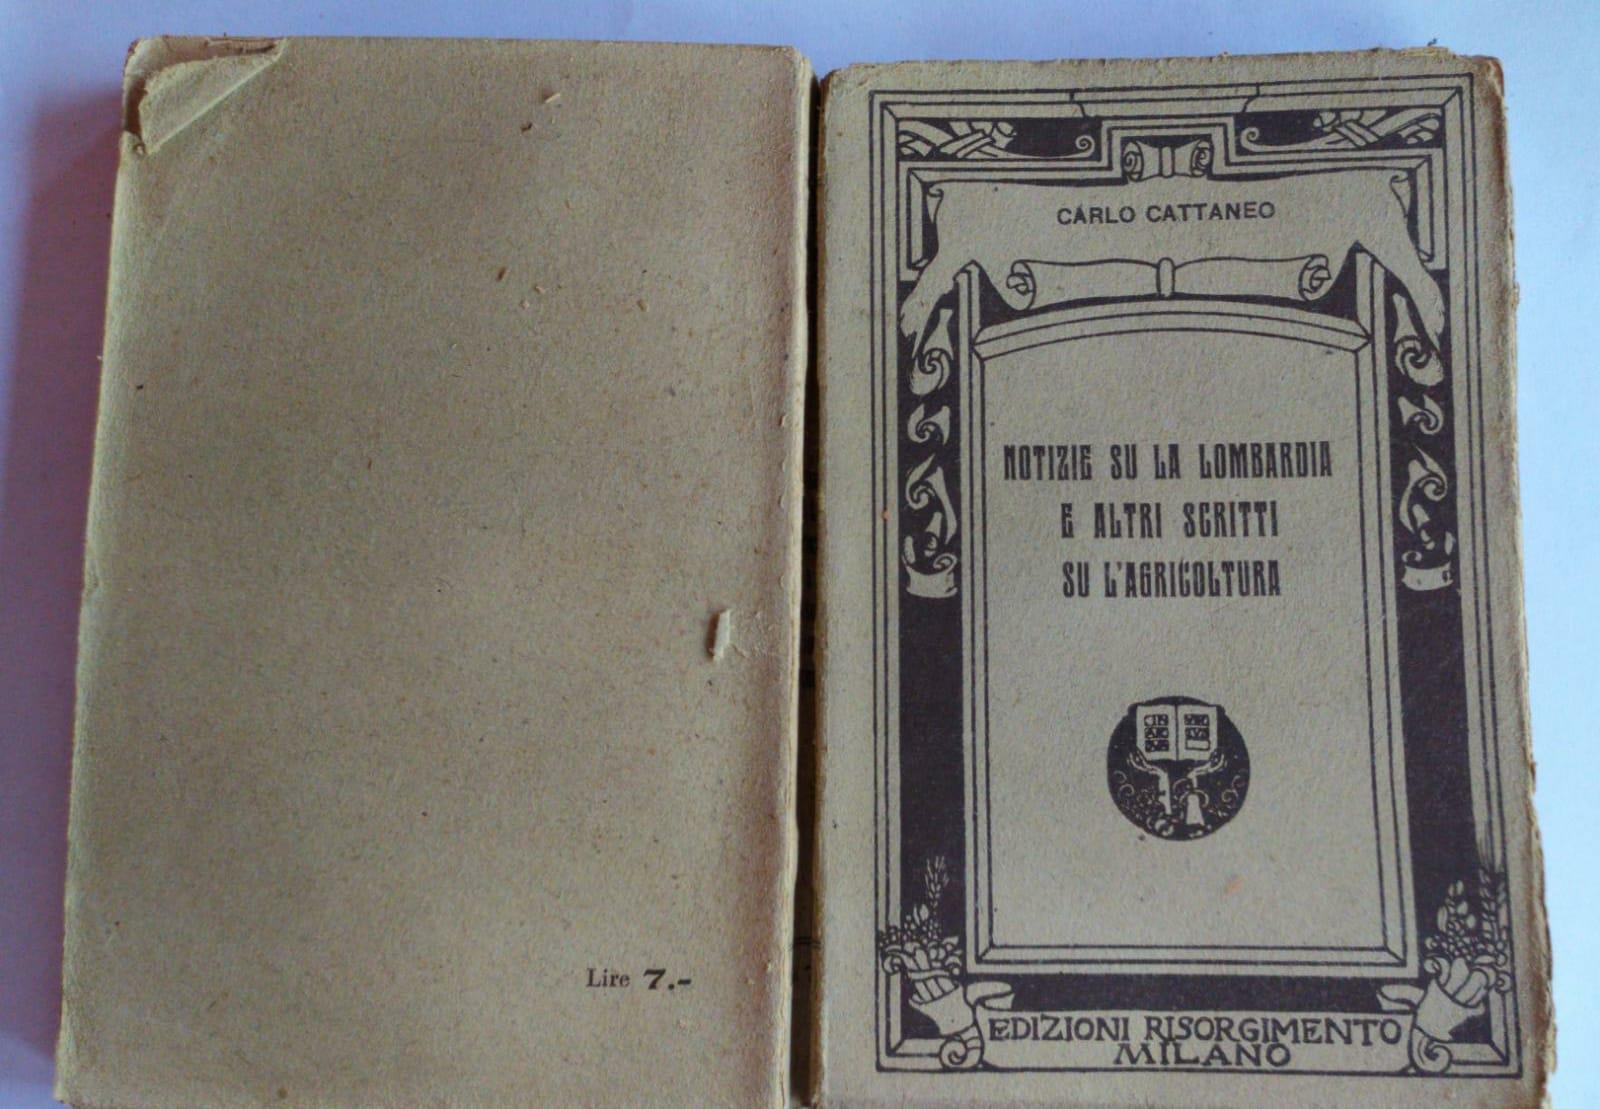 Lire 7.-
CARLO CATTANEO
NOTIZIE SU LA LOMBARDIA
E ALTRI SCRITTI
SU L'AGRICOLTURA
EDIZIONI RISORGIMENTO
MILANO